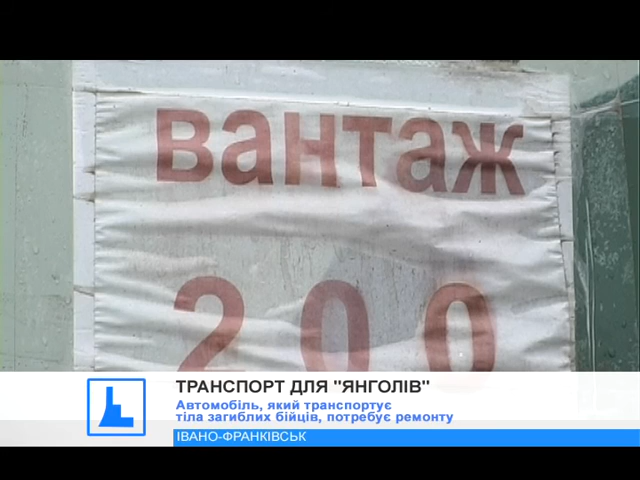 вантаж
200
ТРАНСПОРТ ДЛЯ "ЯНГОЛІВ"
Автомобіль, який транспортує
тіла загиблих бійців, потребує ремонту
ІВАНО-ФРАНКІВСЬК